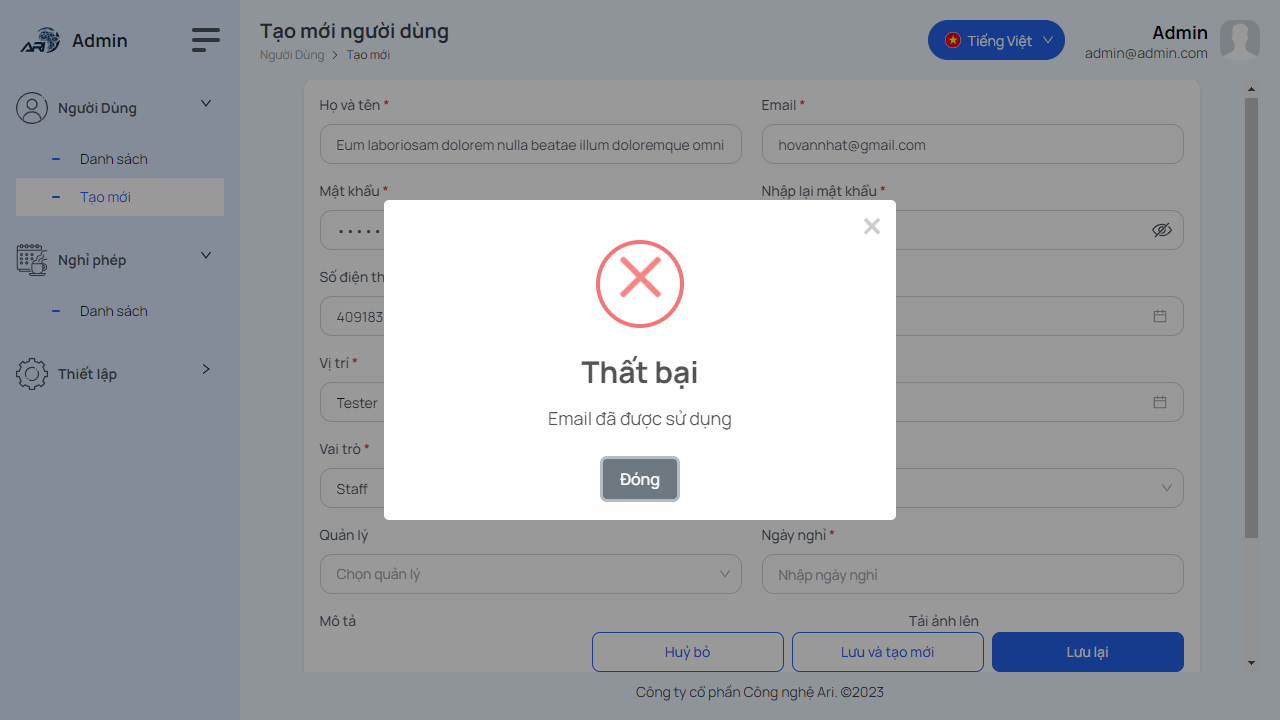 ARI
Admin
Người Dùng
Danh sách
Tạo mới
Nghỉ phép
Danh sách
Thiết lập
Tạo mới người dùng
Người Dùng > Tạo mới
Tiếng Việt
Admin
admin@admin.com
Họ và tên *
Email *
Eum laboriosam dolorem nulla beatae illum doloremque omni
hovannhat@gmail.com
Mật khẩu *
Nhập lại mật khẩu *
Số điện th
409183
Vị trí *
Tester
Vai trò *
Staff
Thất bại
Email đã được sử dụng
Đóng
Quản lý
Ngày nghỉ *
Chọn quản lý
Nhập ngày nghỉ
Mô tả
Tải ảnh lên
Huỷ bỏ
Lưu và tạo mới
Lưu lại
Công ty cổ phần Công nghệ Ari. ©2023